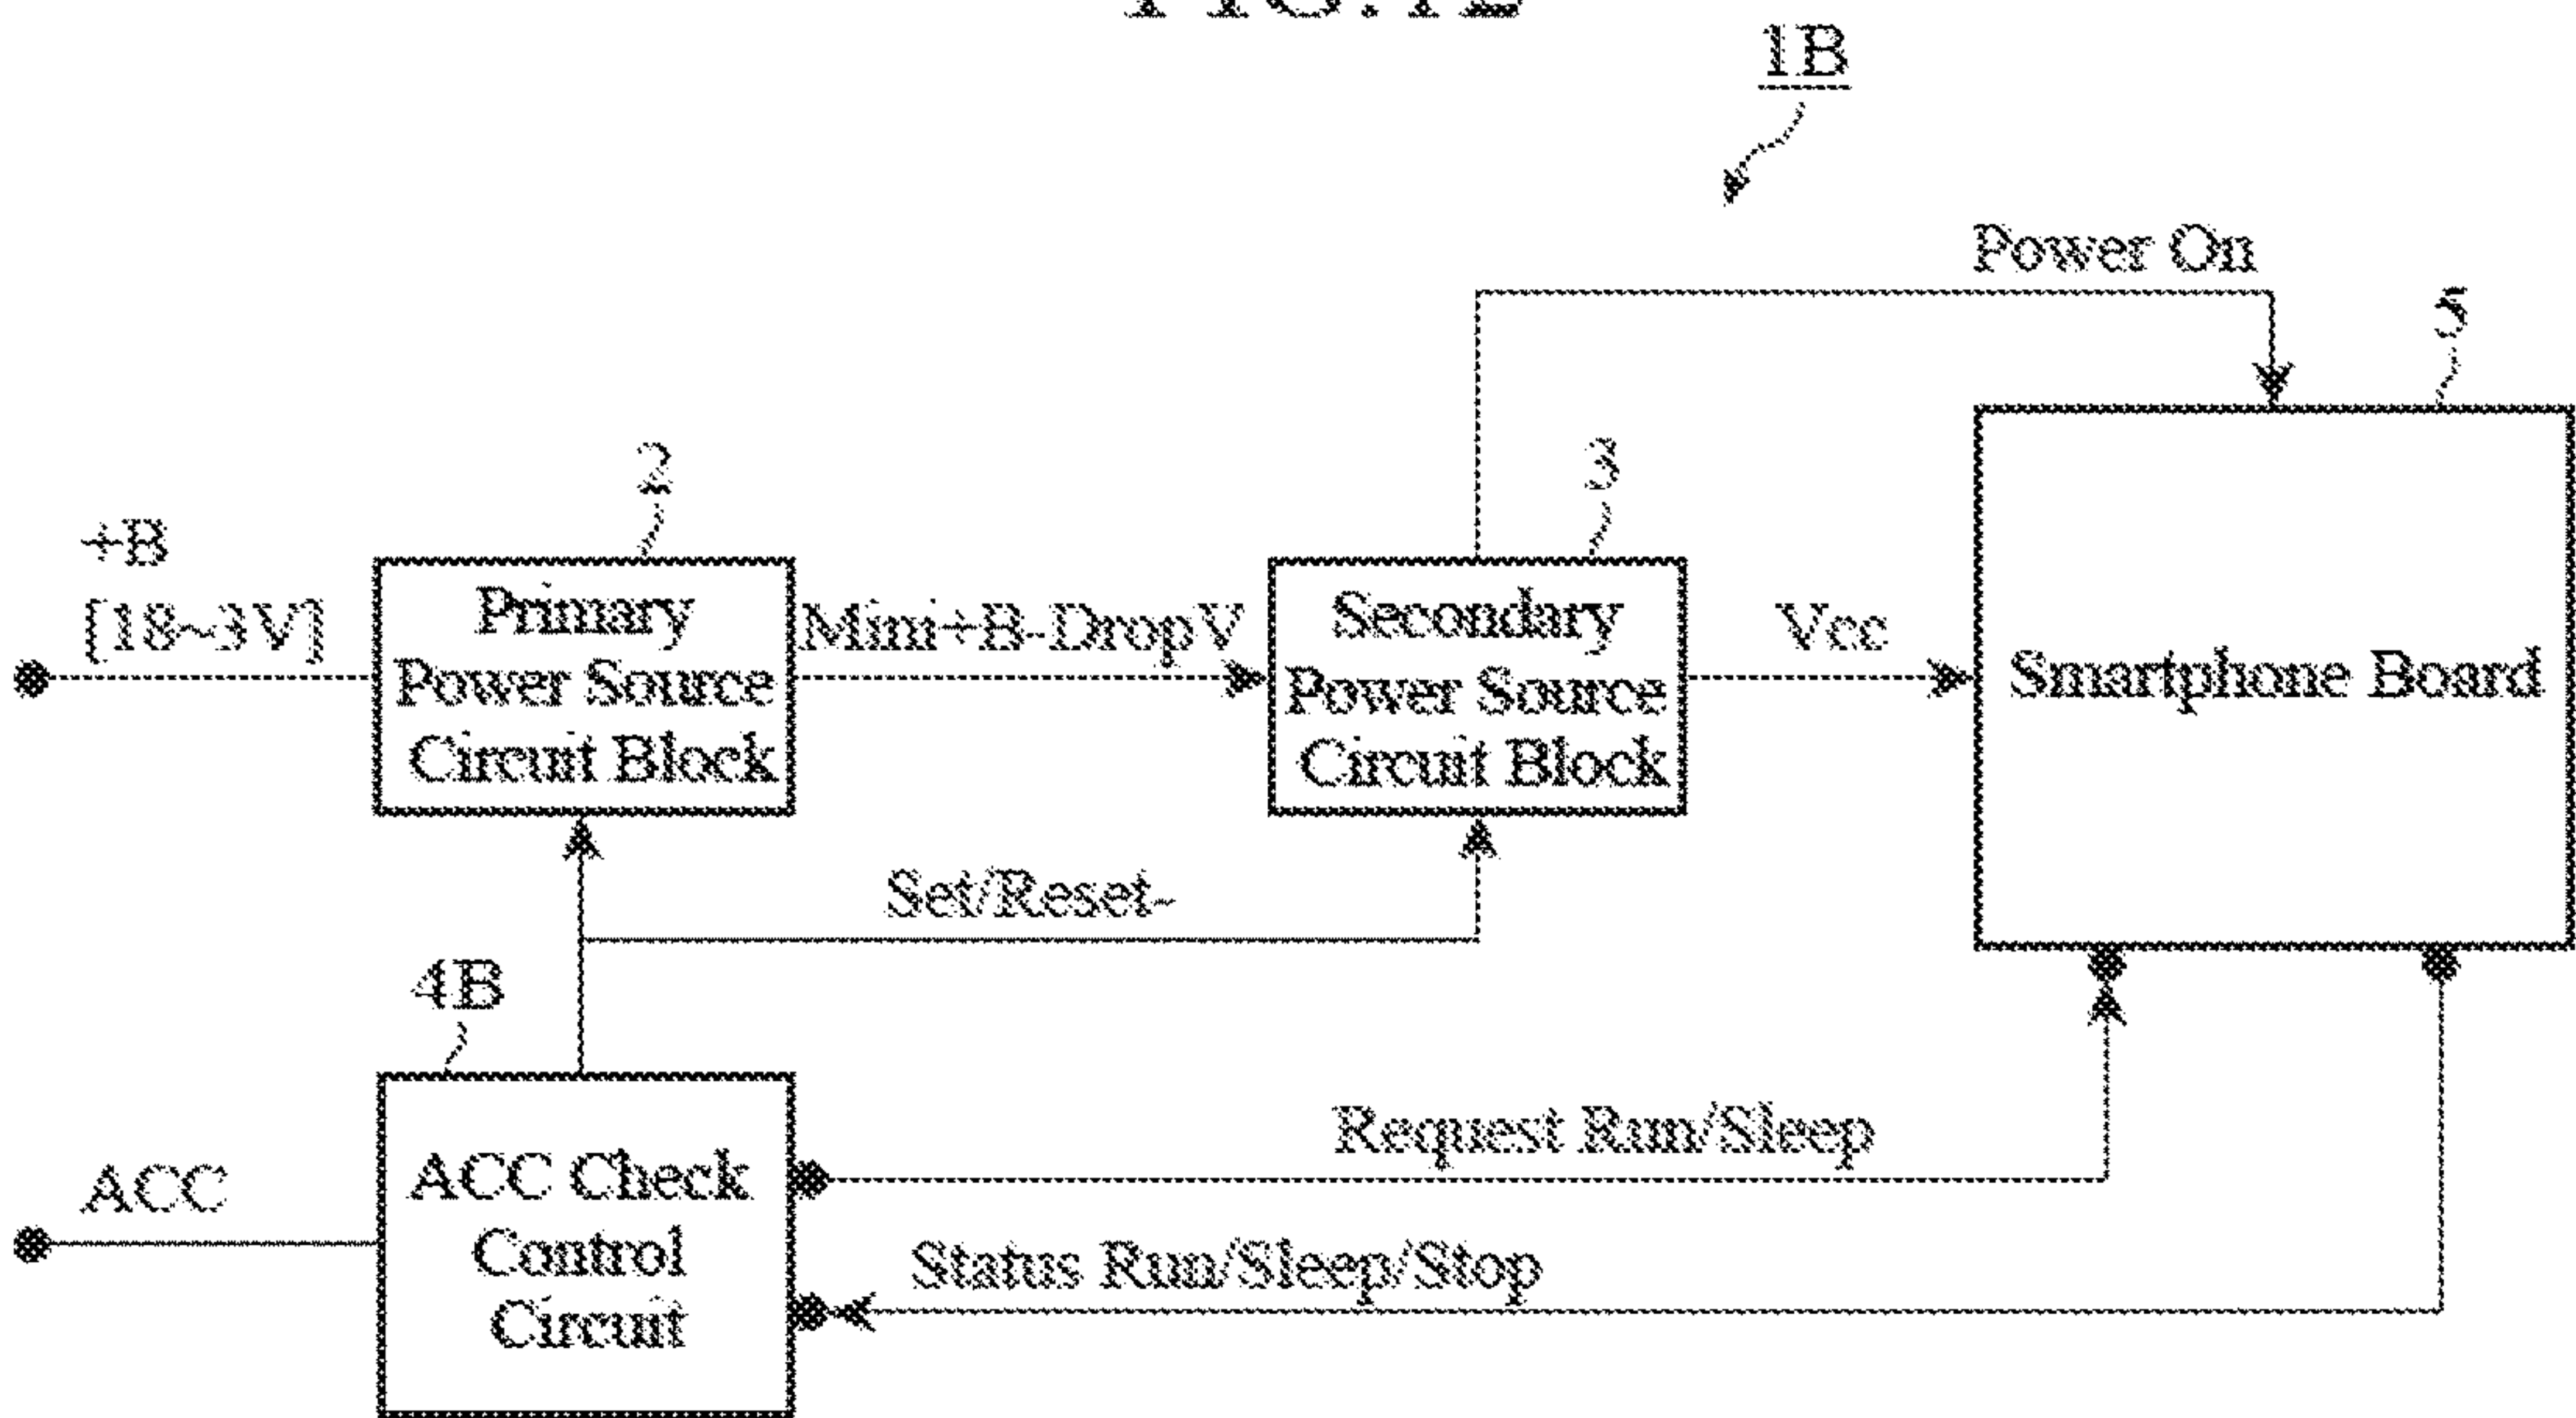 1B
Power On
5
2
3
+B
[18~3V]
Primary
Power Source
Circuit Block
Mini+B-DropV
Secondary
Power Source
Circuit Block
Vcc
Smartphone Board
Set/Reset-
4B
ACC
ACC Check
Control
Circuit
Request Run/Sleep
Status Run/Sleep/Stop